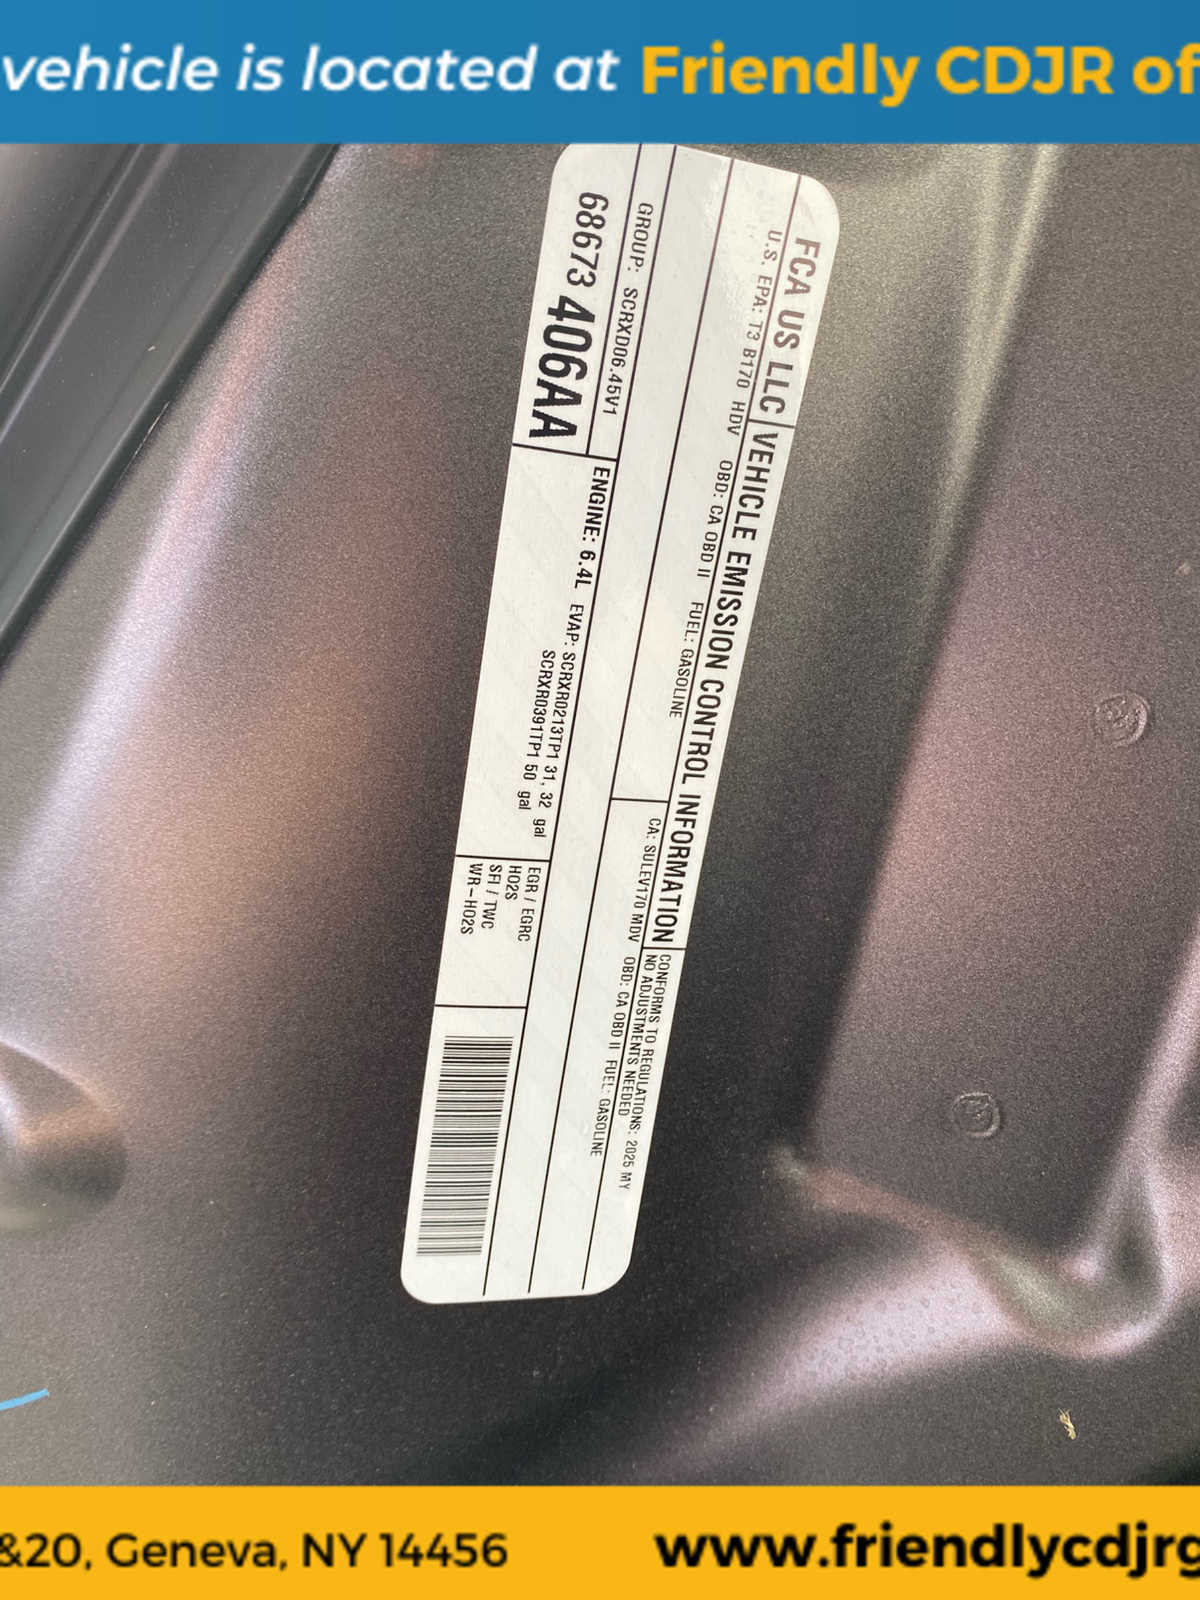 vehicle is located at Friendly CDJR of
FCA US LLC VEHICLE EMISSION CONTROL INFORMATION
CONFORMS TO REGULATIONS: 2025 MY
NO ADJUSTMENTS NEEDED
U.S. EPA: T3 B170 HDV OBD: CA OBD II FUEL: GASOLINE
CA: SULEV170 MDV OBD: CA OBD II FUEL: GASOLINE
GROUP: SCRXD06.45V1
ENGINE: 6.4L EVAP: SCRXR0213TP1 31, 32 gal
SCRXR0391TP1 50 gal
EGR / EGRC
HO2S
SFI / TWC
WR-HO2S
68673 406AA
&20, Geneva, NY 14456
www.friendlycdjrg